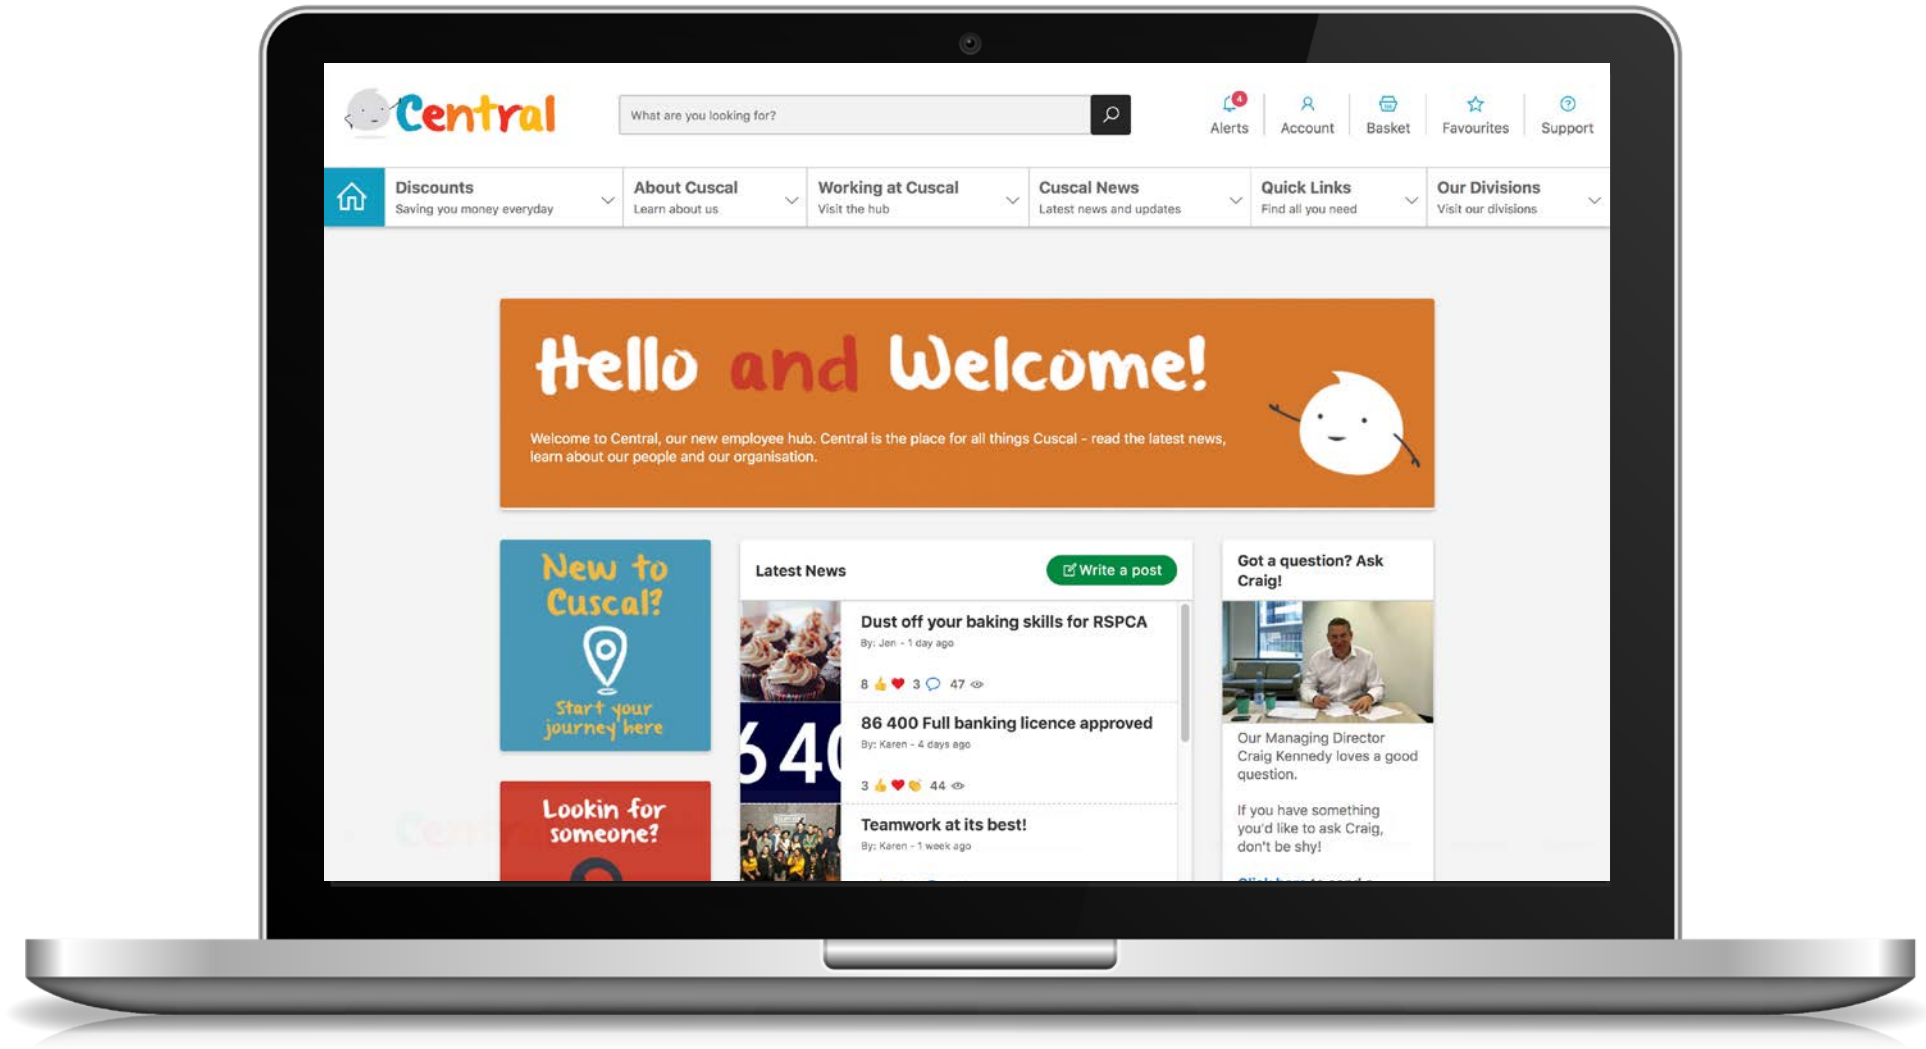 Central
What are you looking for?
4
Alerts
Account
Basket
Favourites
Support
Discounts
Saving you money everyday
About Cuscal
Learn about us
Working at Cuscal
Visit the hub
Cuscal News
Latest news and updates
Quick Links
Find all you need
Our Divisions
Visit our divisions
Hello and Welcome!
Welcome to Central, our new employee hub. Central is the place for all things Cuscal - read the latest news,
learn about our people and our organisation.
New to
Cuscal?
Start your
journey here
Lookin for
someone?
Latest News
Write a post
Dust off your baking skills for RSPCA
By: Jen - 1 day ago
8 👍 ❤️ 3 47
6 40
86 400 Full banking licence approved
By: Karen - 4 days ago
3 👍 ❤️ 👏 44
Teamwork at its best!
By: Karen - 1 week ago
Got a question? Ask
Craig!
Our Managing Director
Craig Kennedy loves a good
question.
If you have something
you'd like to ask Craig,
don't be shy!